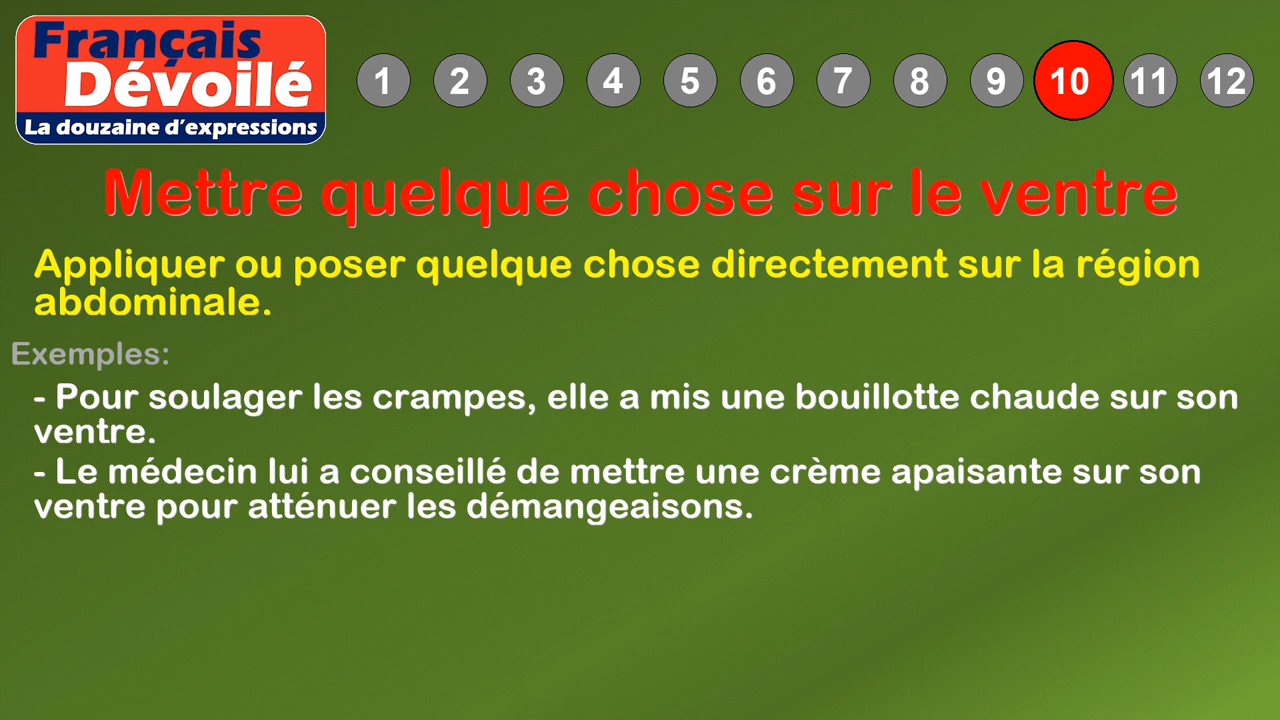 Français
Dévoilé
La douzaine d'expressions
1 2 3 4 5 6 7 8 9 10 11 12
Mettre quelque chose sur le ventre
Appliquer ou poser quelque chose directement sur la région
abdominale.
Exemples:
- Pour soulager les crampes, elle a mis une bouillotte chaude sur son
ventre.
- Le médecin lui a conseillé de mettre une crème apaisante sur son
ventre pour atténuer les démangeaisons.